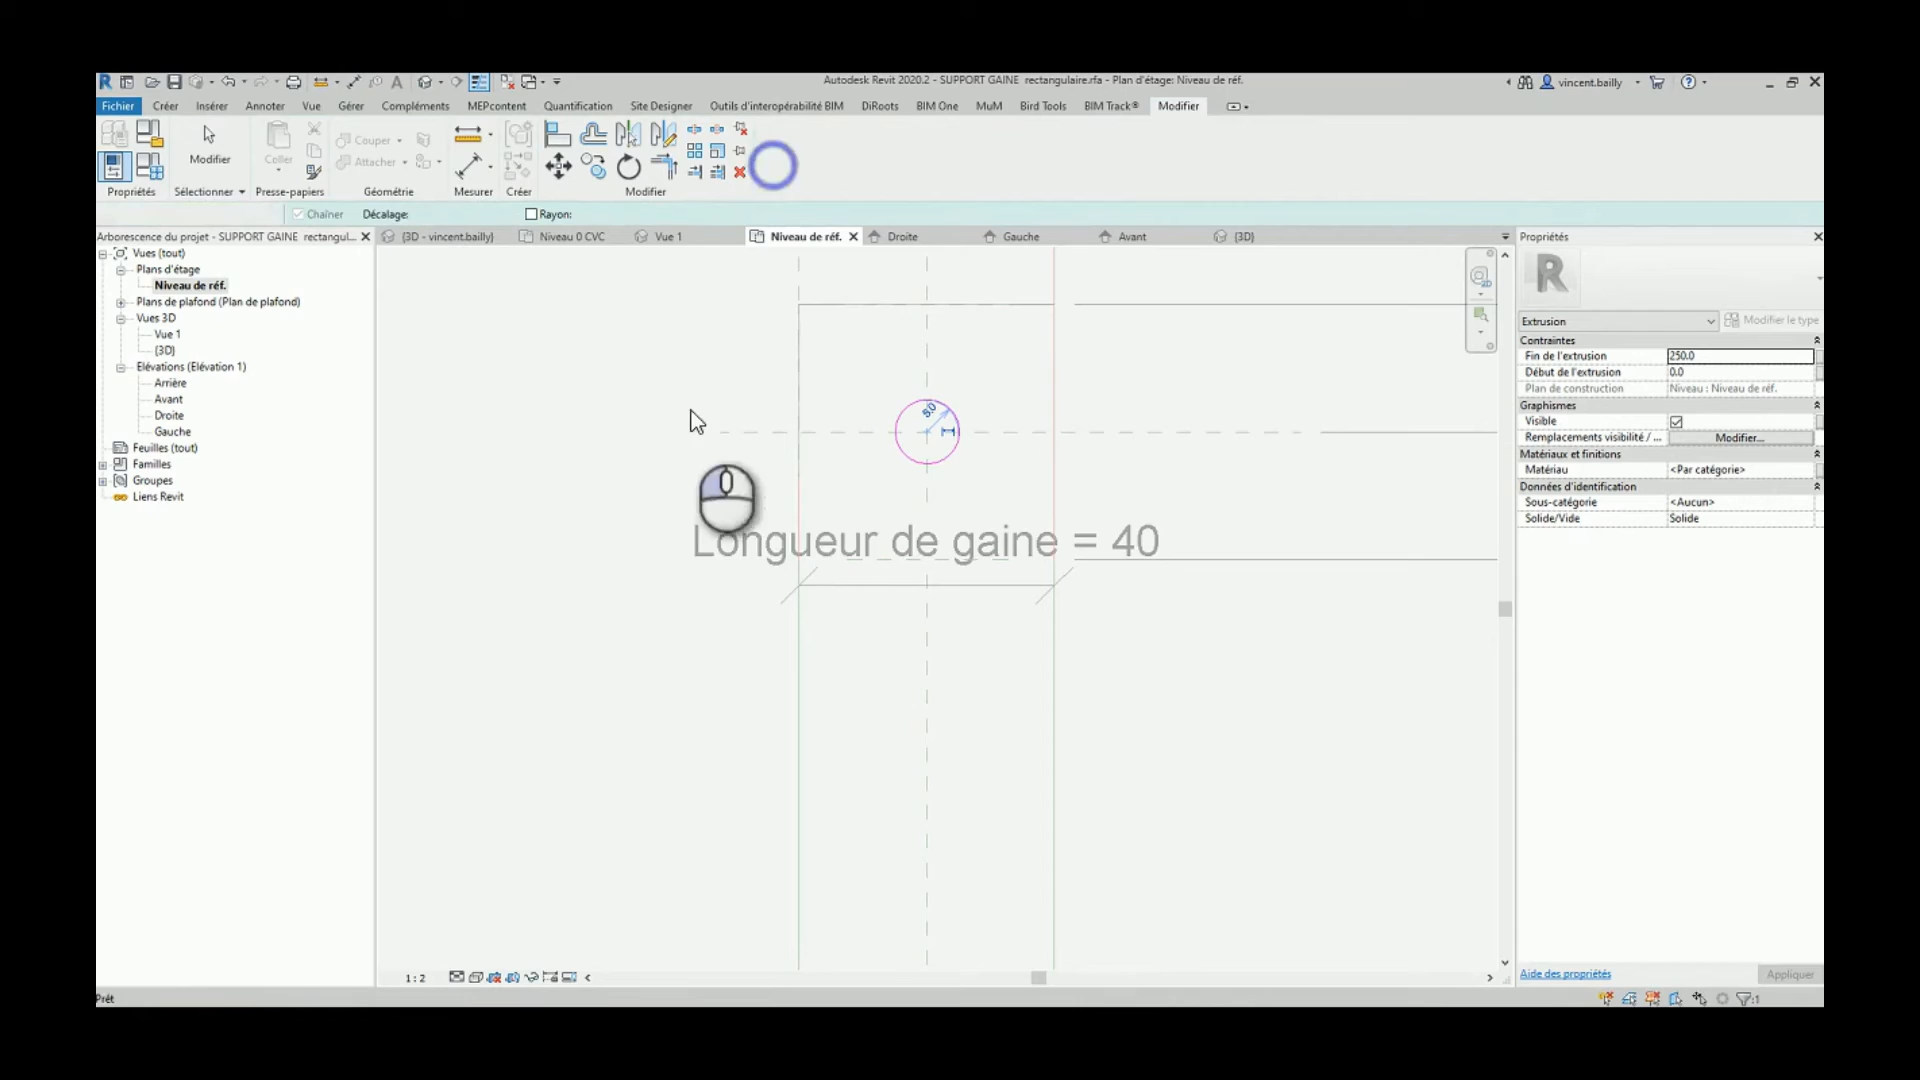 Autodesk Revit 2020.2 - SUPPORT GAINE rectangulaire.rfa - Plan d'étage: Niveau de réf.
vincent.bailly
Fichier Créer Insérer Annoter Vue Gérer Compléments MEPcontent Quantification Site Designer Outils d'interopérabilité BIM DiRoots BIM One MuM Bird Tools BIM Track® Modifier
Modifier
Coller
Couper
Attacher
Propriétés Sélectionner Presse-papiers Géométrie Mesurer Créer Modifier
Chaîner Décalage: Rayon:
Arborescence du projet - SUPPORT GAINE rectangul...
{3D - vincent.bailly} Niveau 0 CVC Vue 1 Niveau de réf. Droite Gauche Avant {3D}
Vues (tout)
Plans d'étage
Niveau de réf.
Plans de plafond (Plan de plafond)
Vues 3D
Vue 1
{3D}
Elévations (Elévation 1)
Arrière
Avant
Droite
Gauche
Feuilles (tout)
Familles
Groupes
Liens Revit
2D
5.0
Longueur de gaine = 40
Propriétés
Extrusion Modifier le type
Contraintes
Fin de l'extrusion 250.0
Début de l'extrusion 0.0
Plan de construction Niveau : Niveau de réf.
Graphismes
Visible
Remplacements visibilité / ... Modifier...
Matériaux et finitions
Matériau <Par catégorie>
Données d'identification
Sous-catégorie <Aucun>
Solide/Vide Solide
Aide des propriétés Appliquer
1 : 2
Prêt
:1